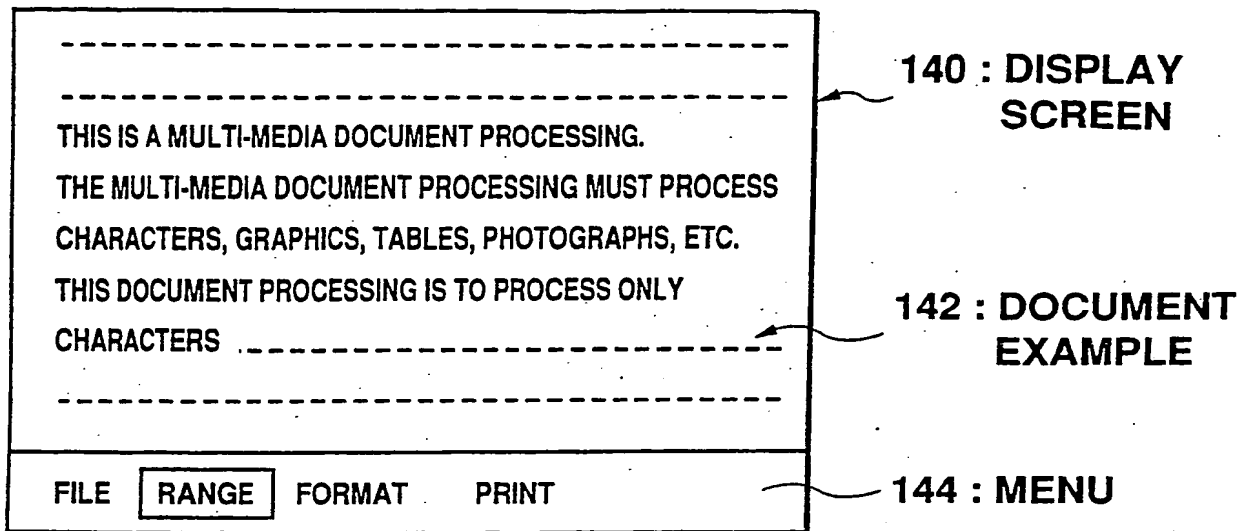 THIS IS A MULTI-MEDIA DOCUMENT PROCESSING.
THE MULTI-MEDIA DOCUMENT PROCESSING MUST PROCESS
CHARACTERS, GRAPHICS, TABLES, PHOTOGRAPHS, ETC.
THIS DOCUMENT PROCESSING IS TO PROCESS ONLY
CHARACTERS
FILE RANGE FORMAT PRINT
140 : DISPLAY
SCREEN
142 : DOCUMENT
EXAMPLE
144 : MENU